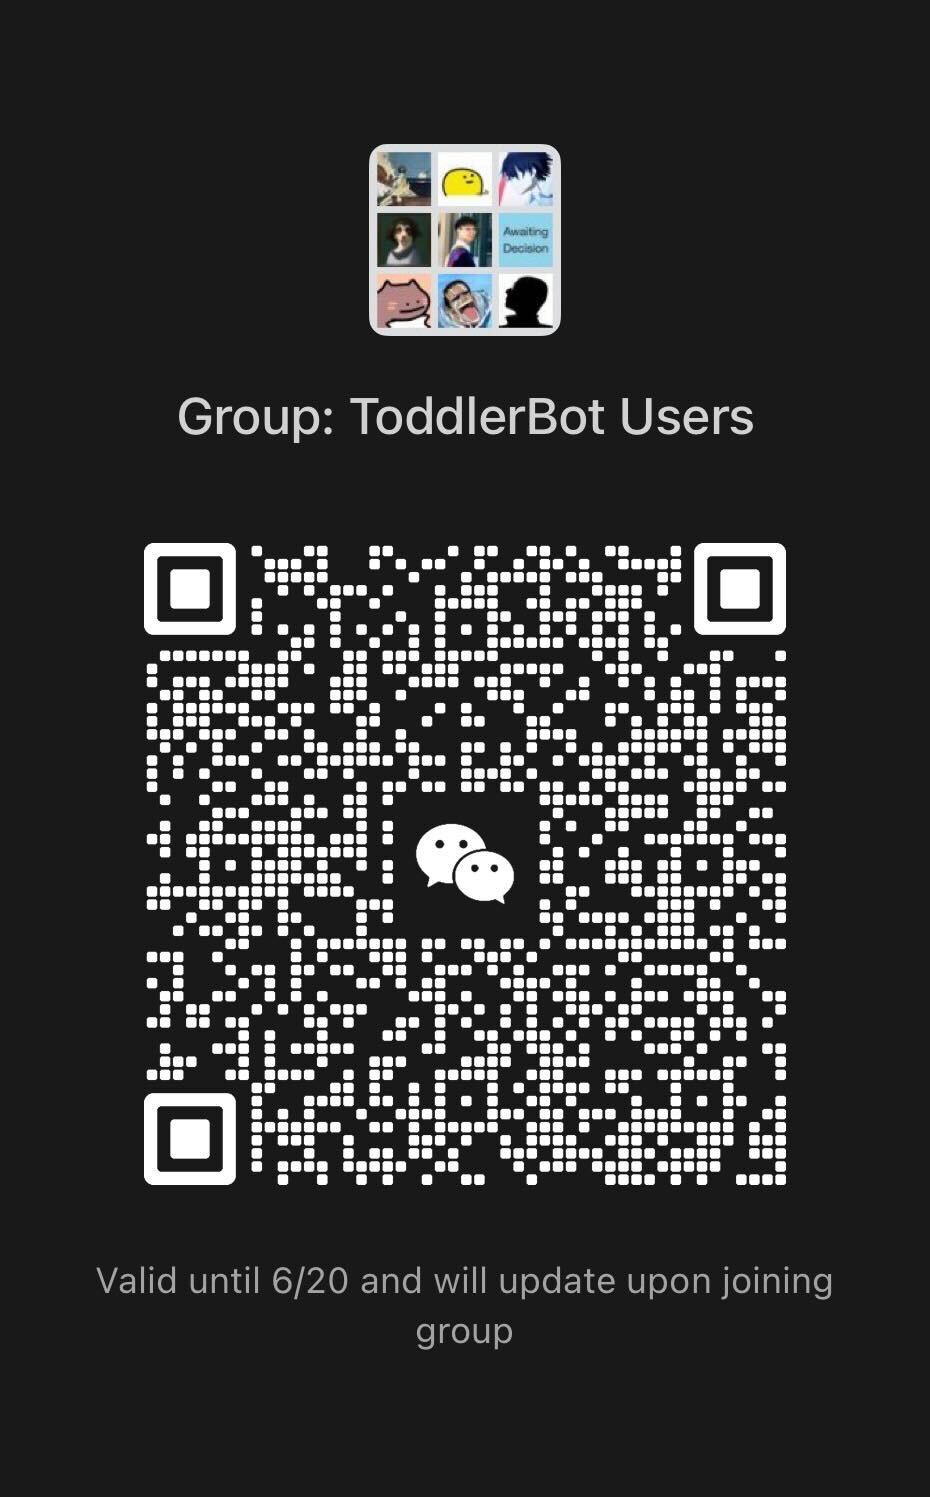 Awaiting
Decision
Group: ToddlerBot Users
Valid until 6/20 and will update upon joining
group